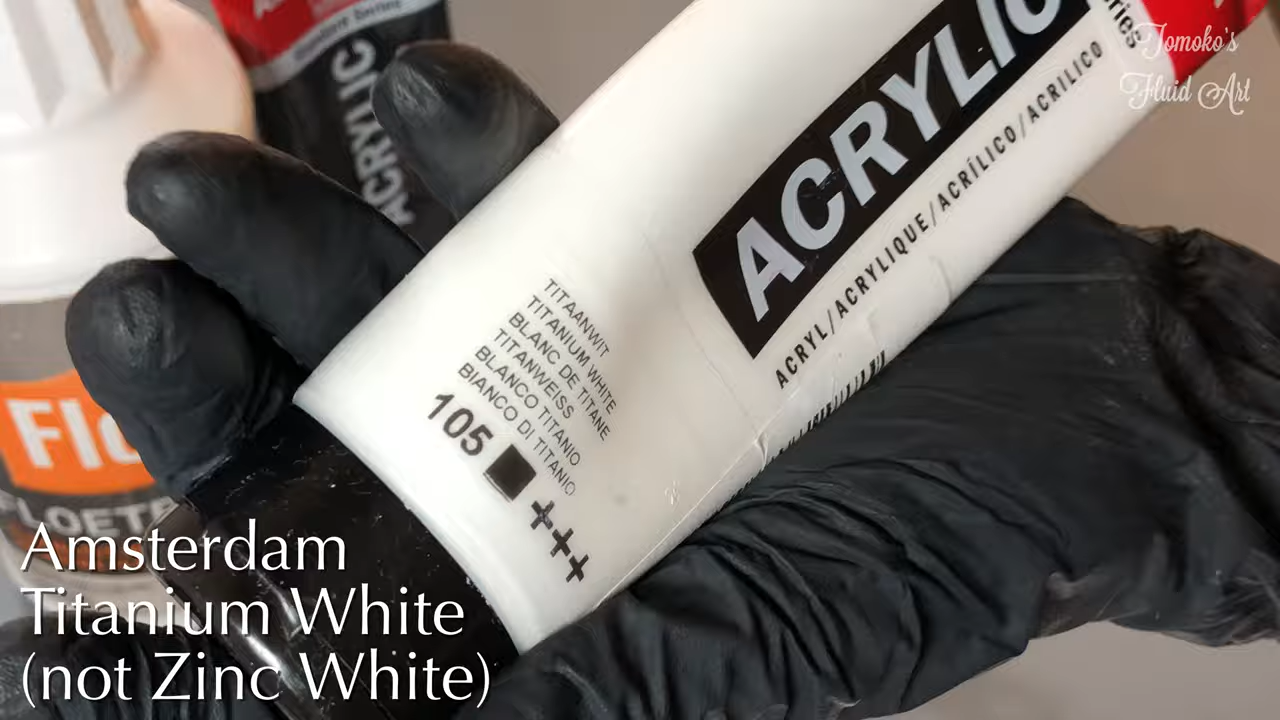 Tomoko's
Fluid Art
ACRYLIC
ACRYLIC
ACRYL/ACRYLIQUE/ACRÍLICO/ACRILICO
TITAANWIT
TITANIUM WHITE
BLANC DE TITANE
TITANWEISS
BLANCO TITANIO
BIANCO DI TITANIO
105
+++
Flo
FLOETR
Amsterdam
Titanium White
(not Zinc White)